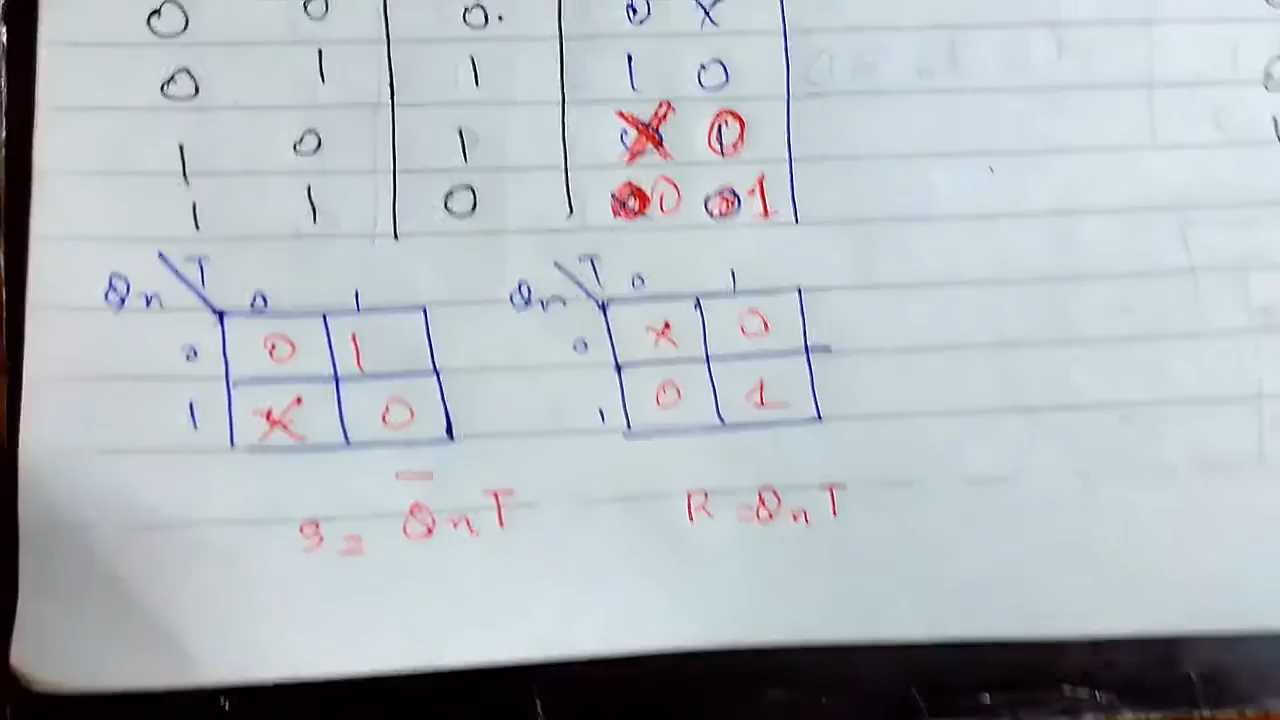 0 0 0. 0 X
0 1 1 1 0
1 0 1 X 0
1 1 0 0 1
Qn T 0 1
0 0 1
1 X 0
Qn T 0 1
0 X 0
1 0 1
S = Q̅nT
R = QnT